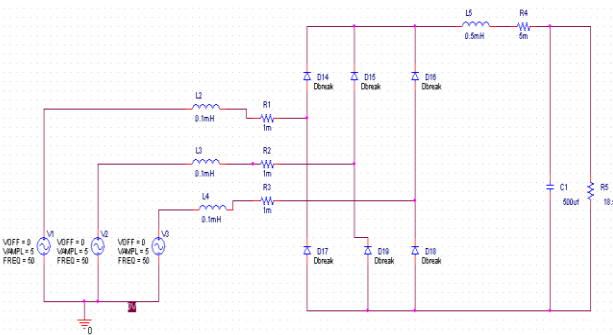 L5
0.5mH
R4
5m
D14
Dbreak
D15
Dbreak
D16
Dbreak
L2
0.1mH
R1
1m
L3
0.1mH
R2
1m
L4
0.1mH
R3
1m
C1
500uf
R5
18.
V1
VOFF = 0
VAMPL = 5
FREQ = 50
V2
VOFF = 0
VAMPL = 5
FREQ = 50
V3
VOFF = 0
VAMPL = 5
FREQ = 50
D17
Dbreak
D19
Dbreak
D18
Dbreak
0